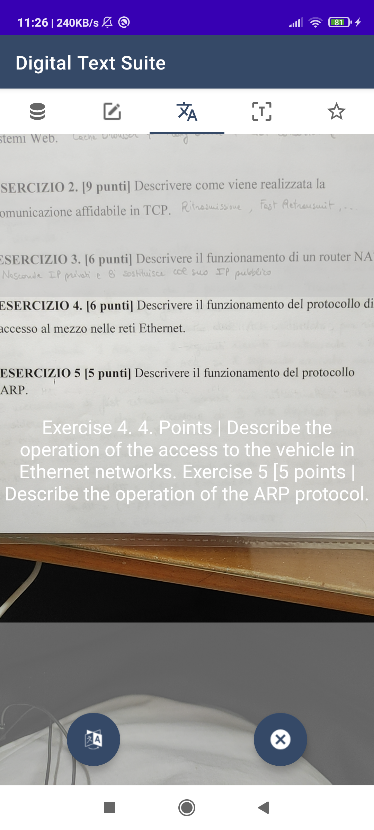 11:26 | 240KB/s
81
Digital Text Suite
stemi Web.
SERCIZIO 2. [9 punti] Descrivere come viene realizzata la
omunicazione affidabile in TCP. Ritrasmissione, Fast Retransmit, ...
ESERCIZIO 3. [6 punti] Descrivere il funzionamento di un router NA
Nasconde IP privati e li sostituisce col suo IP pubblico
ESERCIZIO 4. [6 punti] Descrivere il funzionamento del protocollo di
accesso al mezzo nelle reti Ethernet.
ESERCIZIO 5 [5 punti] Descrivere il funzionamento del protocollo
ARP.
Exercise 4. 4. Points | Describe the
operation of the access to the vehicle in
Ethernet networks. Exercise 5 [5 points |
Describe the operation of the ARP protocol.